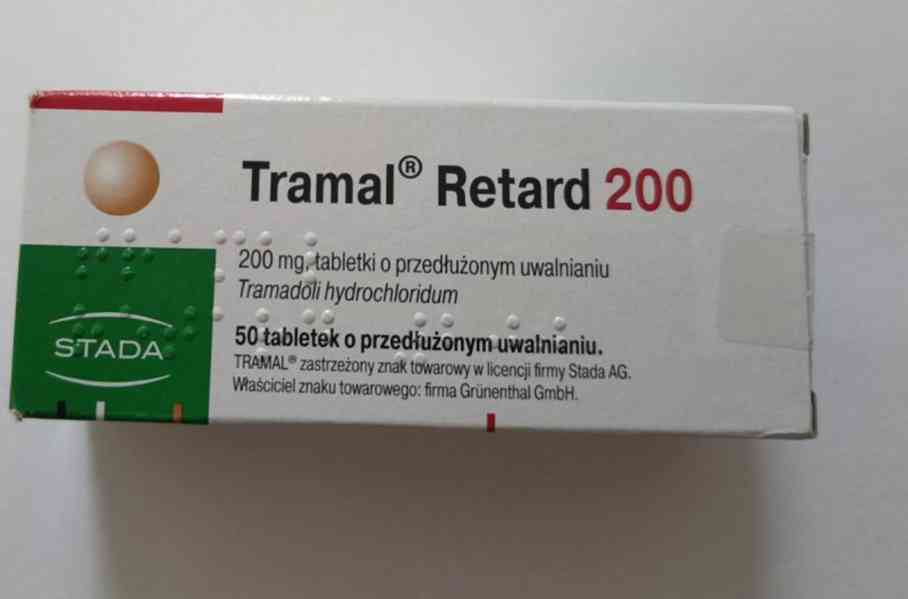 Tramal® Retard 200
200 mg, tabletki o przedłużonym uwalnianiu
Tramadoli hydrochloridum
STADA
50 tabletek o przedłużonym uwalnianiu.
TRAMAL® zastrzeżony znak towarowy w licencji firmy Stada AG.
Właściciel znaku towarowego: firma Grünenthal GmbH.